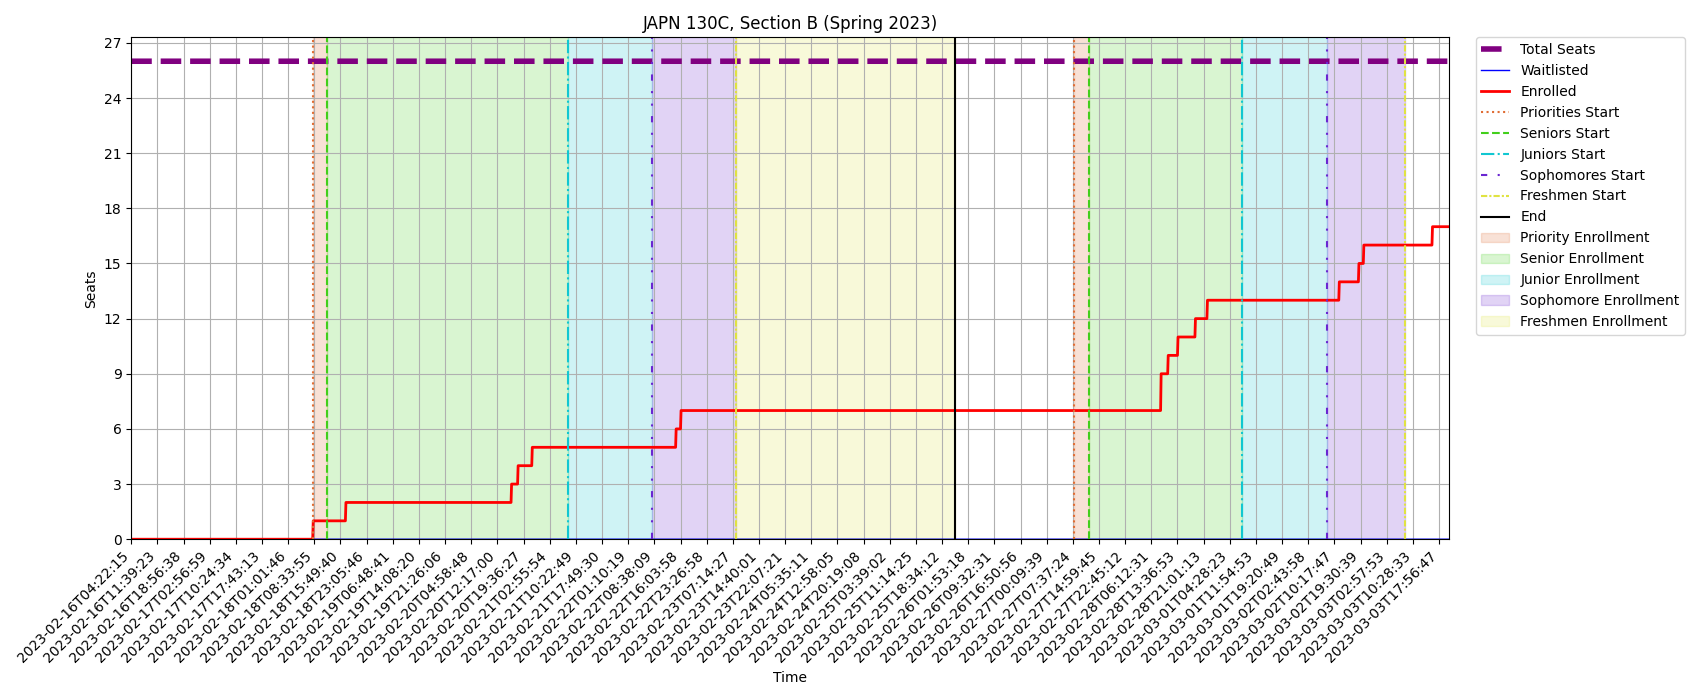 JAPN 130C, Section B (Spring 2023)
Seats
27
24
21
18
15
12
9
6
3
0
2023-02-16T04:22:15
2023-02-16T11:39:23
2023-02-16T18:56:38
2023-02-17T02:56:59
2023-02-17T10:24:34
2023-02-17T17:43:13
2023-02-18T01:01:46
2023-02-18T08:33:55
2023-02-18T15:49:40
2023-02-18T23:05:46
2023-02-19T06:48:41
2023-02-19T14:08:20
2023-02-19T21:26:06
2023-02-20T04:58:48
2023-02-20T12:17:00
2023-02-20T19:36:27
2023-02-21T02:55:54
2023-02-21T10:22:49
2023-02-21T17:49:30
2023-02-22T01:10:19
2023-02-22T08:38:09
2023-02-22T16:03:58
2023-02-22T23:26:58
2023-02-23T07:14:27
2023-02-23T14:40:01
2023-02-23T22:07:21
2023-02-24T05:35:11
2023-02-24T12:58:05
2023-02-24T20:19:08
2023-02-25T03:39:02
2023-02-25T11:14:25
2023-02-25T18:34:12
2023-02-26T01:53:18
2023-02-26T09:32:31
2023-02-26T16:50:56
2023-02-27T00:09:39
2023-02-27T07:37:24
2023-02-27T14:59:45
2023-02-27T22:45:12
2023-02-28T06:12:31
2023-02-28T13:36:53
2023-02-28T21:01:13
2023-03-01T04:28:23
2023-03-01T11:54:53
2023-03-01T19:20:49
2023-03-02T02:43:58
2023-03-02T10:17:47
2023-03-02T19:30:39
2023-03-03T02:57:53
2023-03-03T10:28:33
2023-03-03T17:56:47
Time
Total Seats
Waitlisted
Enrolled
Priorities Start
Seniors Start
Juniors Start
Sophomores Start
Freshmen Start
End
Priority Enrollment
Senior Enrollment
Junior Enrollment
Sophomore Enrollment
Freshmen Enrollment